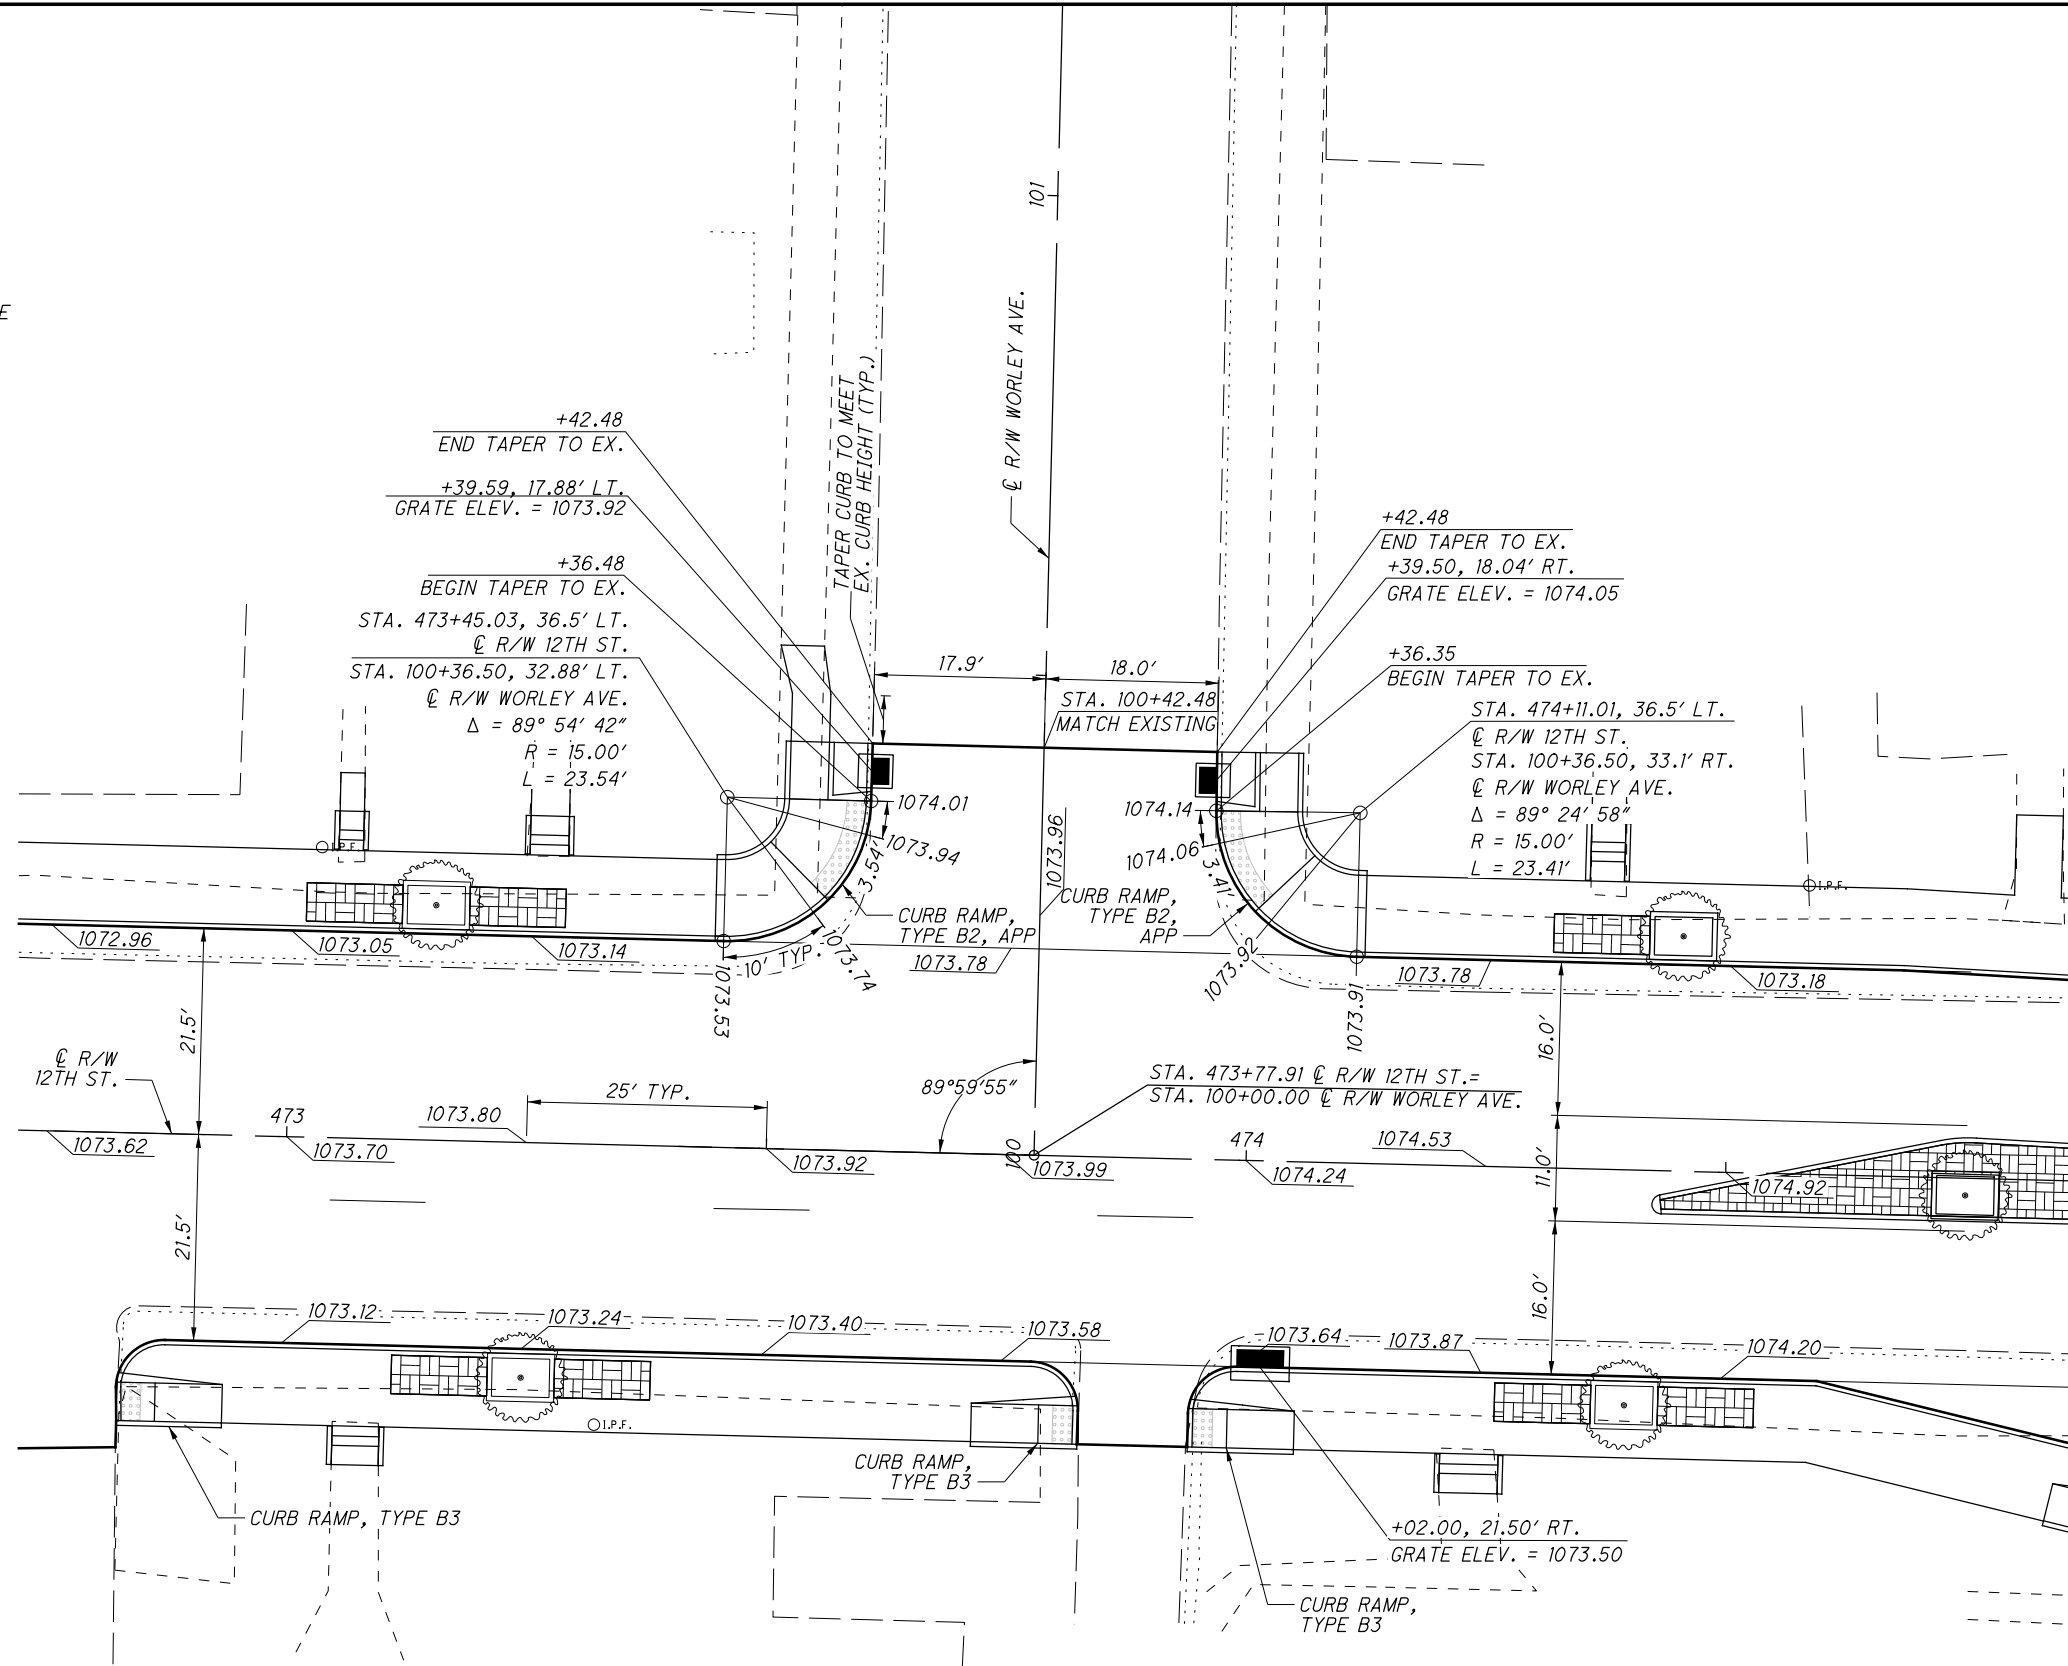 E
101
℄ R/W WORLEY AVE.
TAPER CURB TO MEET
EX. CURB HEIGHT (TYP.)
+42.48
END TAPER TO EX.
+39.59, 17.88' LT.
GRATE ELEV. = 1073.92
+36.48
BEGIN TAPER TO EX.
STA. 473+45.03, 36.5' LT.
℄ R/W 12TH ST.
STA. 100+36.50, 32.88' LT.
℄ R/W WORLEY AVE.
Δ = 89° 54' 42"
R = 15.00'
L = 23.54'
+42.48
END TAPER TO EX.
+39.50, 18.04' RT.
GRATE ELEV. = 1074.05
+36.35
BEGIN TAPER TO EX.
STA. 474+11.01, 36.5' LT.
℄ R/W 12TH ST.
STA. 100+36.50, 33.1' RT.
℄ R/W WORLEY AVE.
Δ = 89° 24' 58"
R = 15.00'
L = 23.41'
17.9'
18.0'
STA. 100+42.48
MATCH EXISTING
1074.01
1073.94
3.54'
1073.96
1074.14
1074.06
3.41'
I.P.F.
I.P.F.
CURB RAMP,
TYPE B2, APP
CURB RAMP,
TYPE B2,
APP
1072.96
1073.05
1073.14
10' TYP.
1073.74
1073.53
1073.78
1073.92
1073.91
1073.78
1073.18
21.5'
16.0'
℄ R/W
12TH ST.
25' TYP.
89°59'55"
STA. 473+77.91 ℄ R/W 12TH ST.=
STA. 100+00.00 ℄ R/W WORLEY AVE.
473
1073.80
100
474
1074.53
1073.62
1073.70
1073.92
1073.99
1074.24
1074.92
11.0'
21.5'
16.0'
1073.12
1073.24
1073.40
1073.58
1073.64
1073.87
1074.20
I.P.F.
CURB RAMP,
TYPE B3
CURB RAMP, TYPE B3
+02.00, 21.50' RT.
GRATE ELEV. = 1073.50
CURB RAMP,
TYPE B3